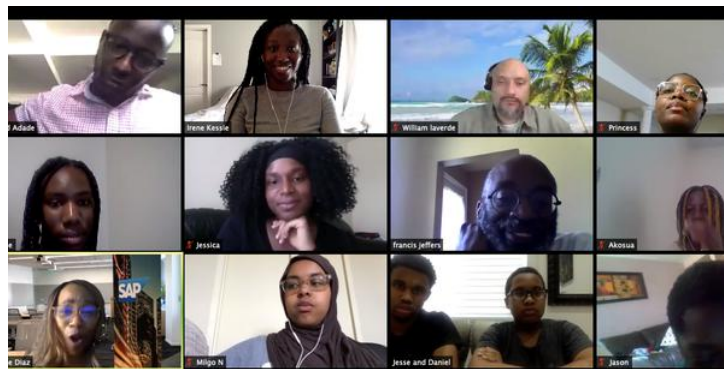 d Adade
Irene Kessie
William laverde
Princess
e
Jessica
francis jeffers
Akosua
SAP
e Diaz
Milgo N
Jesse and Daniel
Jason